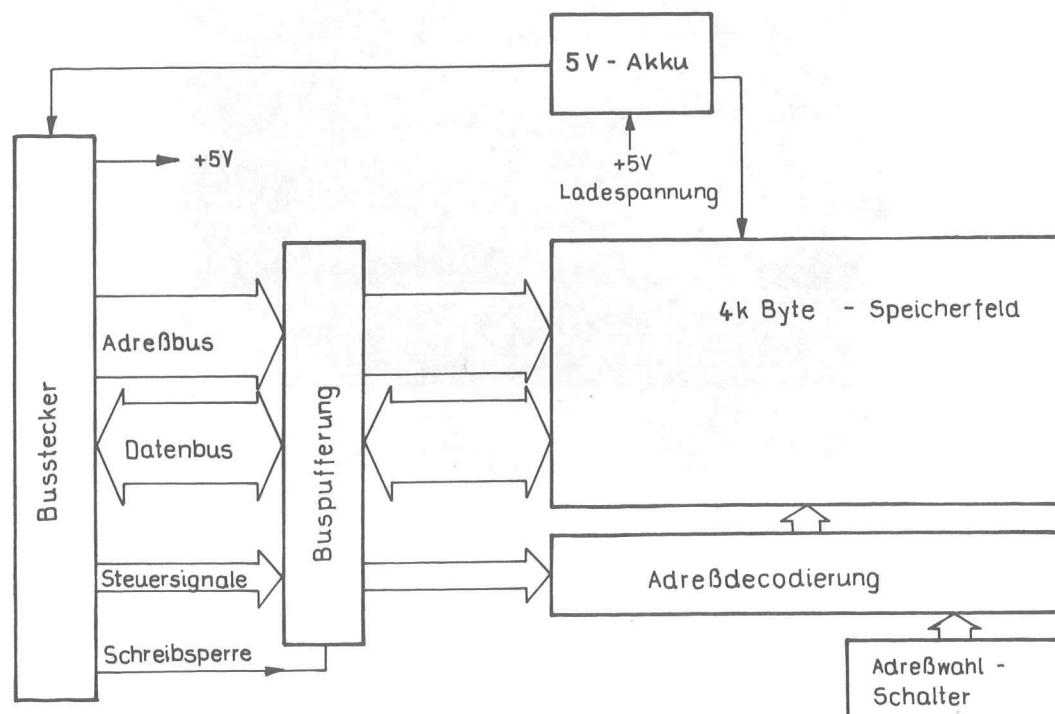 5V - Akku
+5V
+5V
Ladespannung
4k Byte - Speicherfeld
Adreßbus
Datenbus
Busstecker
Buspufferung
Steuersignale
Adreßdecodierung
Schreibsperre
Adreßwahl -
Schalter